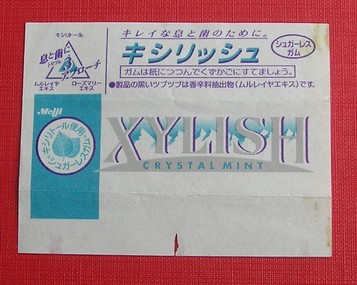 キシリトール
息と歯に
トリプル
アプローチ
ムルレイヤ
エキス
ローズマリー
エキス
キレイな息と歯のために。
キシリッシュ
シュガーレス
ガム
ガムは紙につつんでくずかごにすてましょう。
●製品の黒いツブツブは香辛料抽出物(ムルレイヤエキス)です。
Meiji
キシリトール使用
シュガーレスガム
XYLISH
CRYSTAL MINT